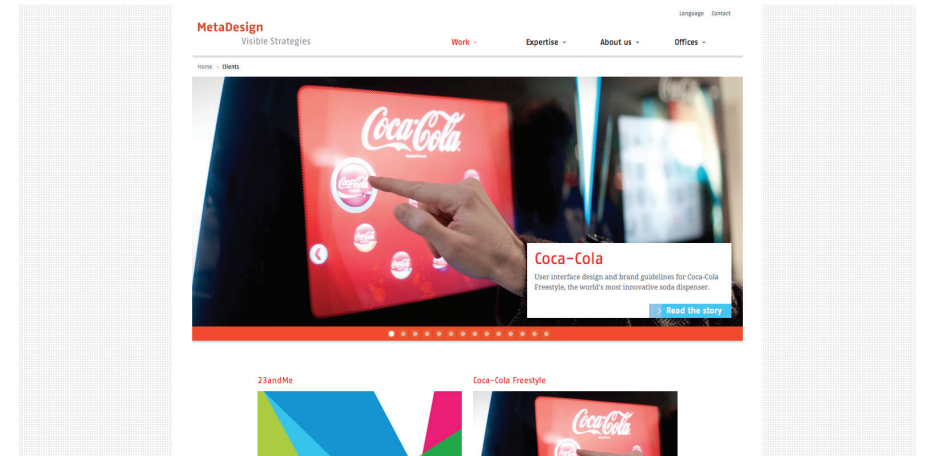 Language Contact
MetaDesign
Visible Strategies
Work Expertise About us Offices
Home > Clients
Coca-Cola
Coca-Cola
Coca-Cola
User interface design and brand guidelines for Coca-Cola
Freestyle, the world's most innovative soda dispenser.
> Read the story
23andMe
Coca-Cola Freestyle
Coca-Cola